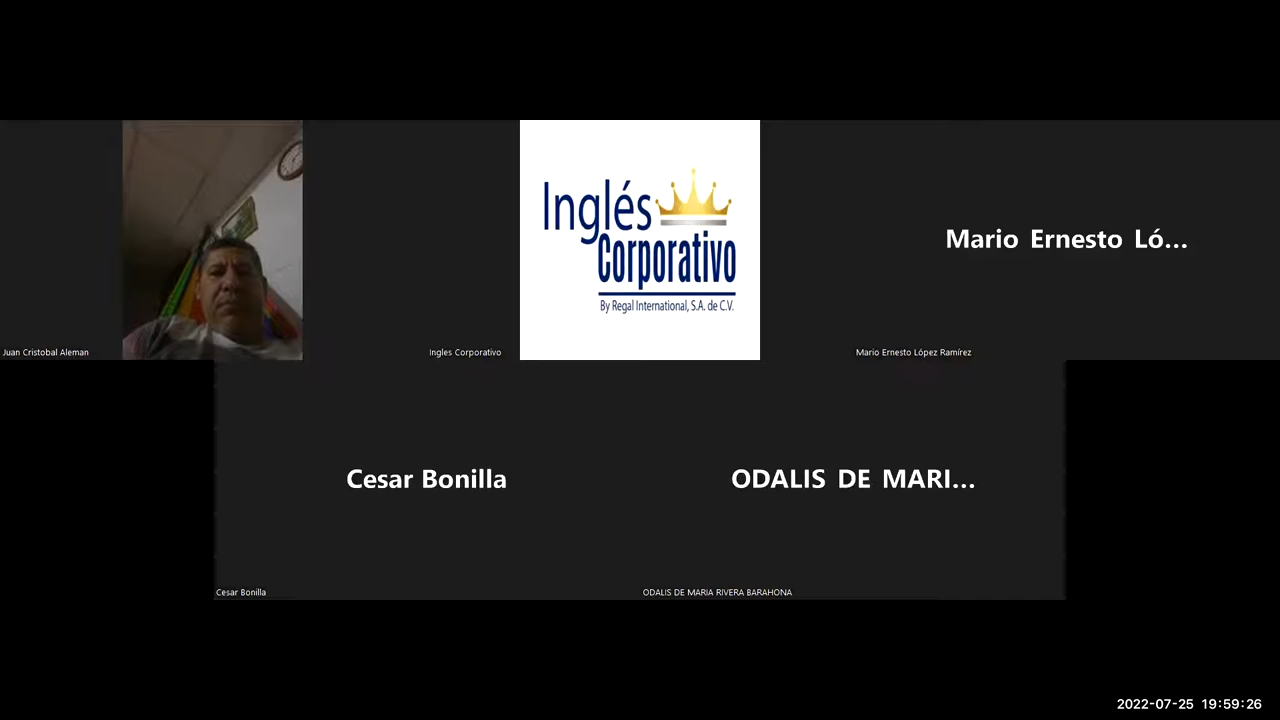 Inglés
Corporativo
By Regal International, S.A. de C.V.
Mario Ernesto Ló...
Juan Cristobal Aleman
Ingles Corporativo
Mario Ernesto López Ramírez
Cesar Bonilla
ODALIS DE MARI...
Cesar Bonilla
ODALIS DE MARIA RIVERA BARAHONA
2022-07-25 19:59:26